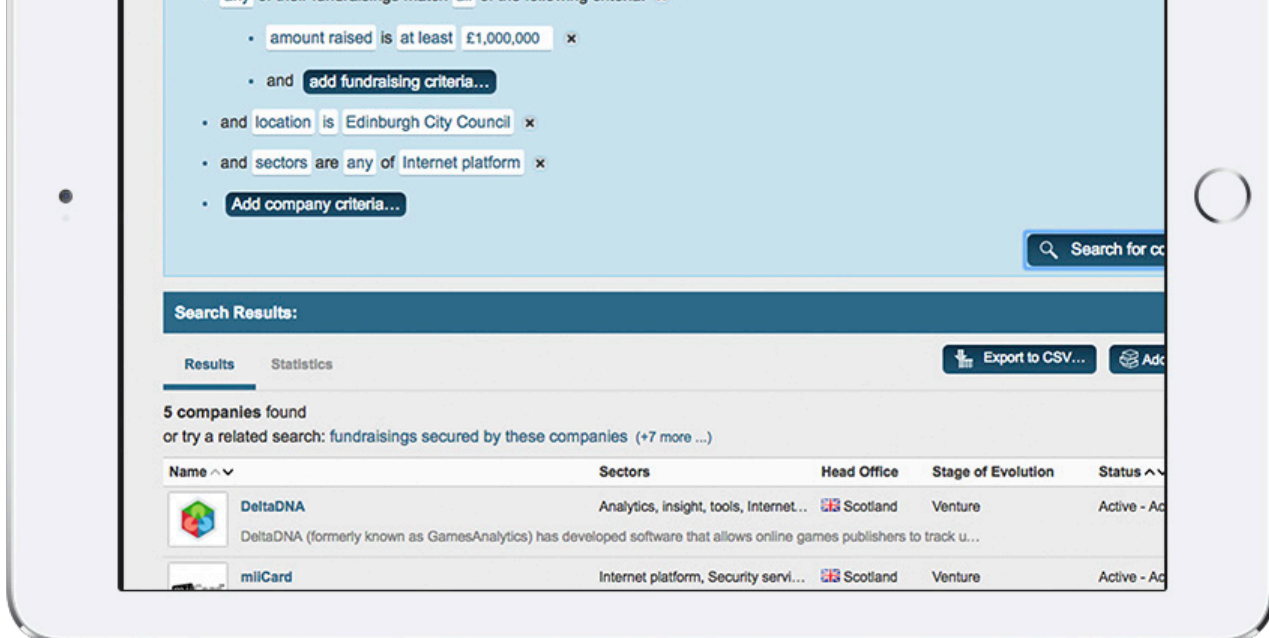 amount raised is at least £1,000,000 ×
and add fundraising criteria...
and location is Edinburgh City Council ×
and sectors are any of Internet platform ×
Add company criteria...
Search for
Search Results:
Results Statistics
Export to CSV...
5 companies found
or try a related search: fundraisings secured by these companies (+7 more ...)
Name Sectors Head Office Stage of Evolution Status
DeltaDNA Analytics, insight, tools, Internet... Scotland Venture Active -
DeltaDNA (formerly known as GamesAnalytics) has developed software that allows online games publishers to track u...
miiCard Internet platform, Security servi... Scotland Venture Active -